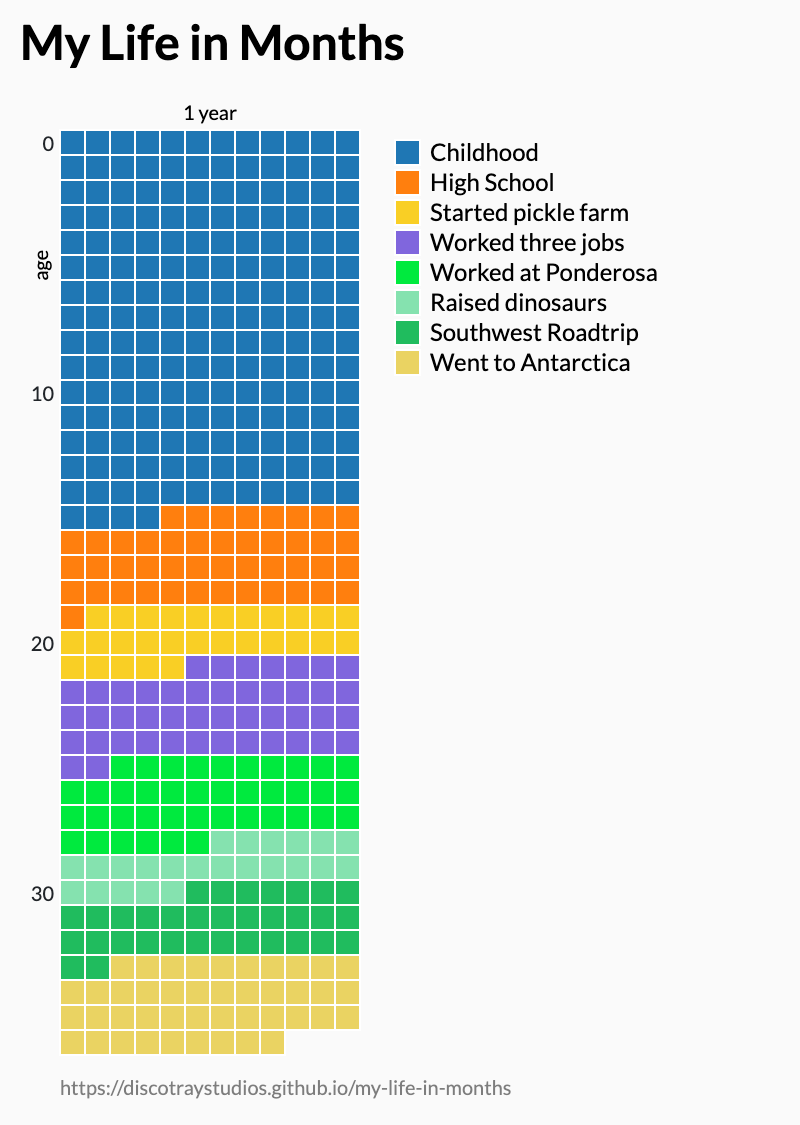 My Life in Months
1 year
0
age
10
20
30
Childhood
High School
Started pickle farm
Worked three jobs
Worked at Ponderosa
Raised dinosaurs
Southwest Roadtrip
Went to Antarctica
https://discotraystudios.github.io/my-life-in-months